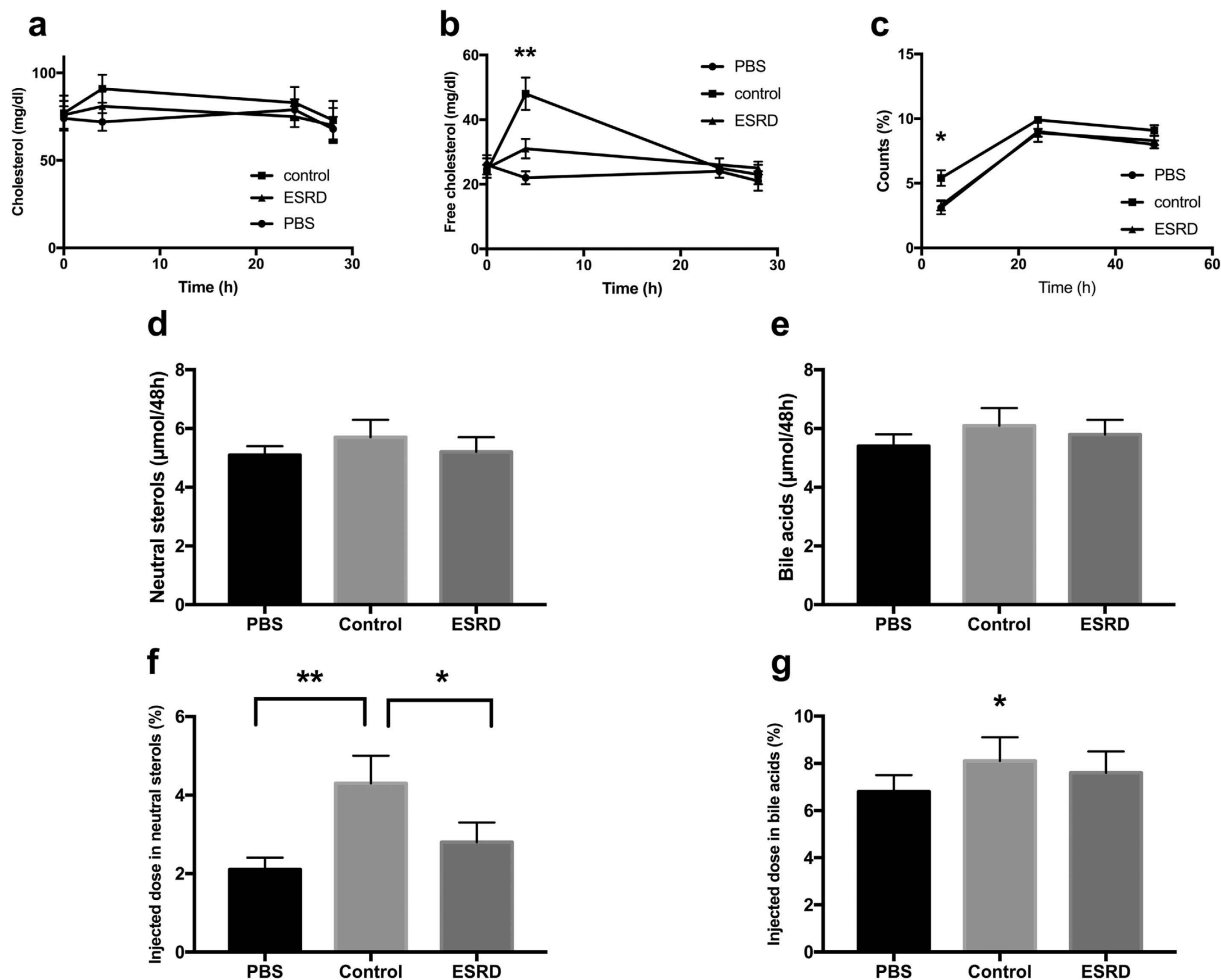 a
Cholesterol (mg/dl)
100
50
0
0
10
20
30
Time (h)
control
ESRD
PBS
b
**
Free cholesterol (mg/dl)
60
40
20
0
0
10
20
30
Time (h)
PBS
control
ESRD
c
*
Counts (%)
15
10
5
0
0
20
40
60
Time (h)
PBS
control
ESRD
d
Neutral sterols (µmol/48h)
8
6
4
2
0
PBS Control ESRD
e
Bile acids (µmol/48h)
8
6
4
2
0
PBS Control ESRD
f
** *
Injected dose in neutral sterols (%)
6
4
2
0
PBS Control ESRD
g
*
Injected dose in bile acids (%)
10
8
6
4
2
0
PBS Control ESRD